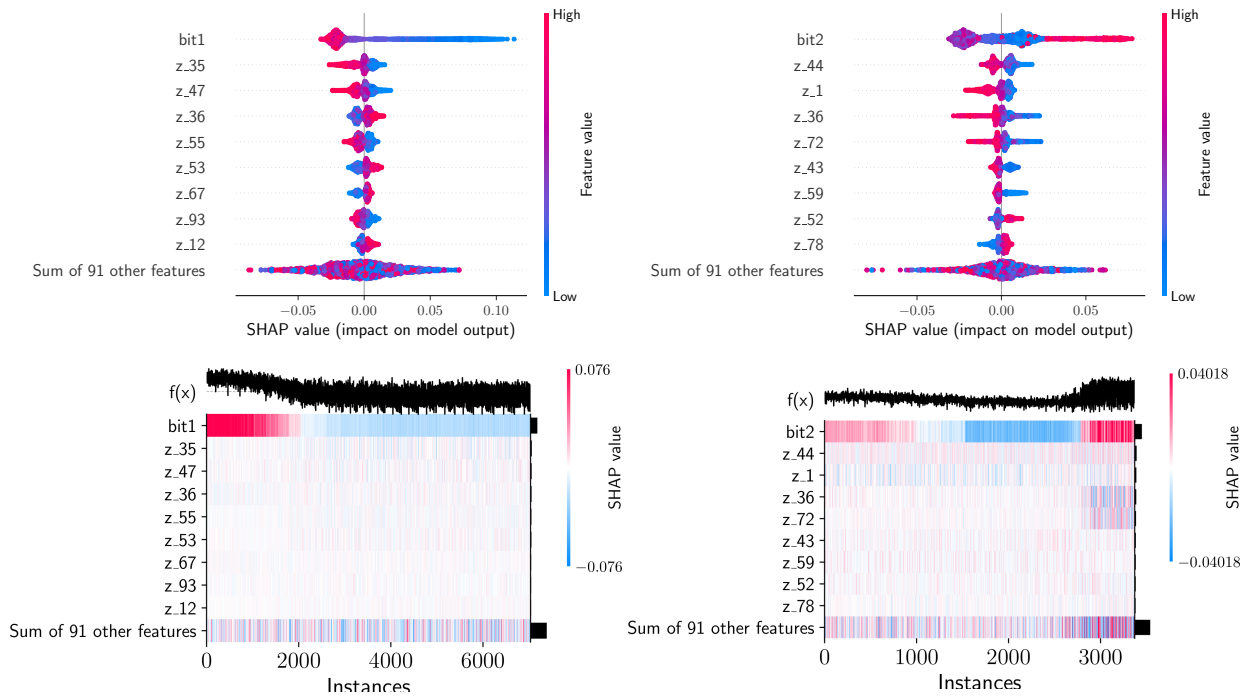 bit1
z_35
z_47
z_36
z_55
z_53
z_67
z_93
z_12
Sum of 91 other features
−0.05
0.00
0.05
0.10
SHAP value (impact on model output)
High
Low
Feature value
bit2
z_44
z_1
z_36
z_72
z_43
z_59
z_52
z_78
Sum of 91 other features
−0.05
0.00
0.05
SHAP value (impact on model output)
High
Low
Feature value
f(x)
bit1
z_35
z_47
z_36
z_55
z_53
z_67
z_93
z_12
Sum of 91 other features
0
2000
4000
6000
Instances
0.076
−0.076
SHAP value
f(x)
bit2
z_44
z_1
z_36
z_72
z_43
z_59
z_52
z_78
Sum of 91 other features
0
1000
2000
3000
Instances
0.04018
−0.04018
SHAP value